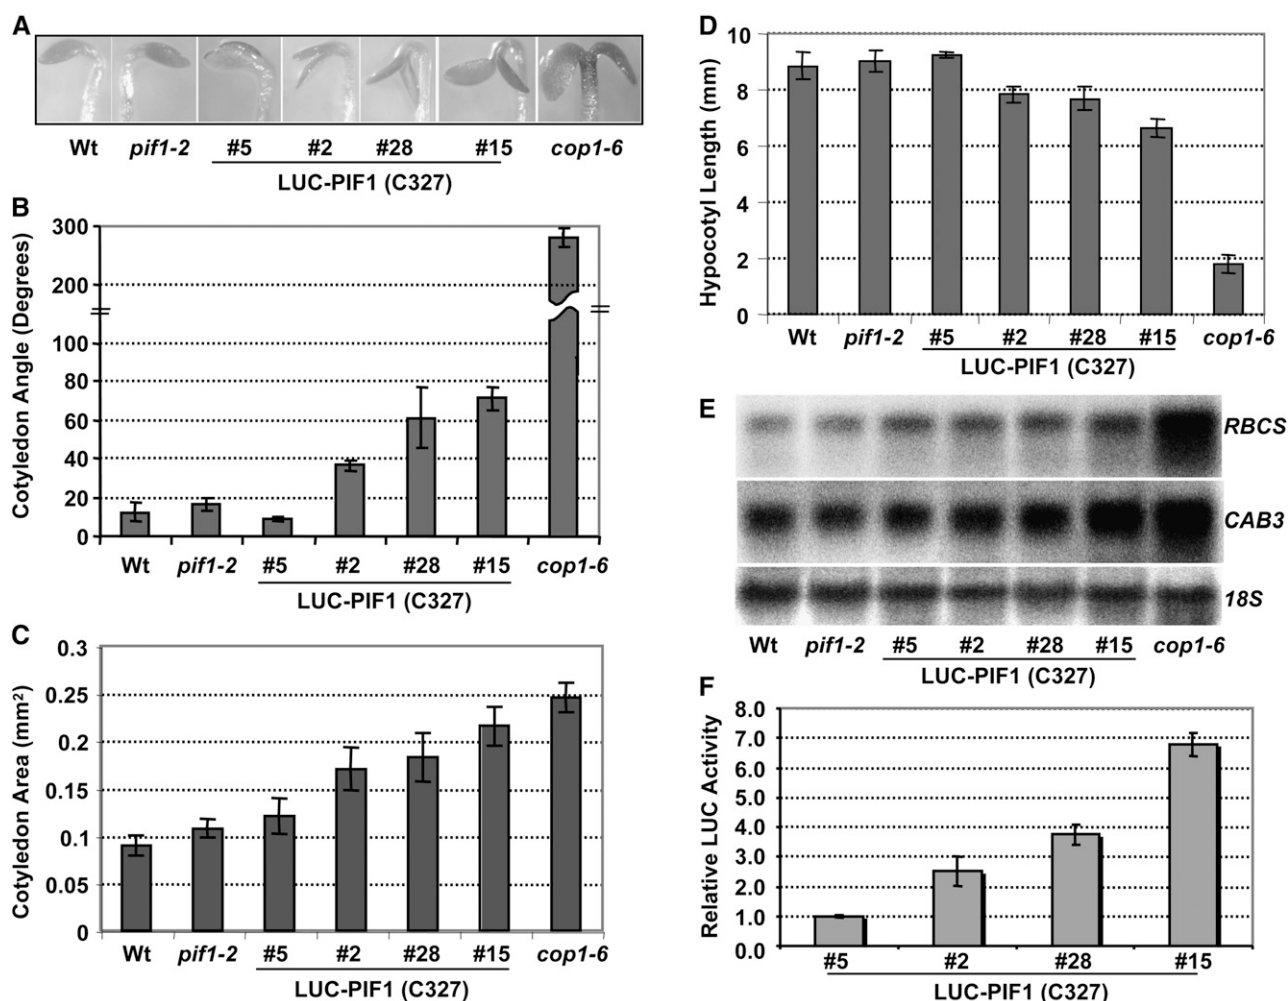 A
Wt pif1-2 #5 #2 #28 #15 cop1-6
LUC-PIF1 (C327)
B
Cotyledon Angle (Degrees)
300
200
100
80
60
40
20
0
Wt pif1-2 #5 #2 #28 #15 cop1-6
LUC-PIF1 (C327)
C
Cotyledon Area (mm²)
0.3
0.25
0.2
0.15
0.1
0.05
0
Wt pif1-2 #5 #2 #28 #15 cop1-6
LUC-PIF1 (C327)
D
Hypocotyl Length (mm)
10
8
6
4
2
0
Wt pif1-2 #5 #2 #28 #15 cop1-6
LUC-PIF1 (C327)
E
RBCS
CAB3
18S
Wt pif1-2 #5 #2 #28 #15 cop1-6
LUC-PIF1 (C327)
F
Relative LUC Activity
8.0
7.0
6.0
5.0
4.0
3.0
2.0
1.0
0.0
#5 #2 #28 #15
LUC-PIF1 (C327)